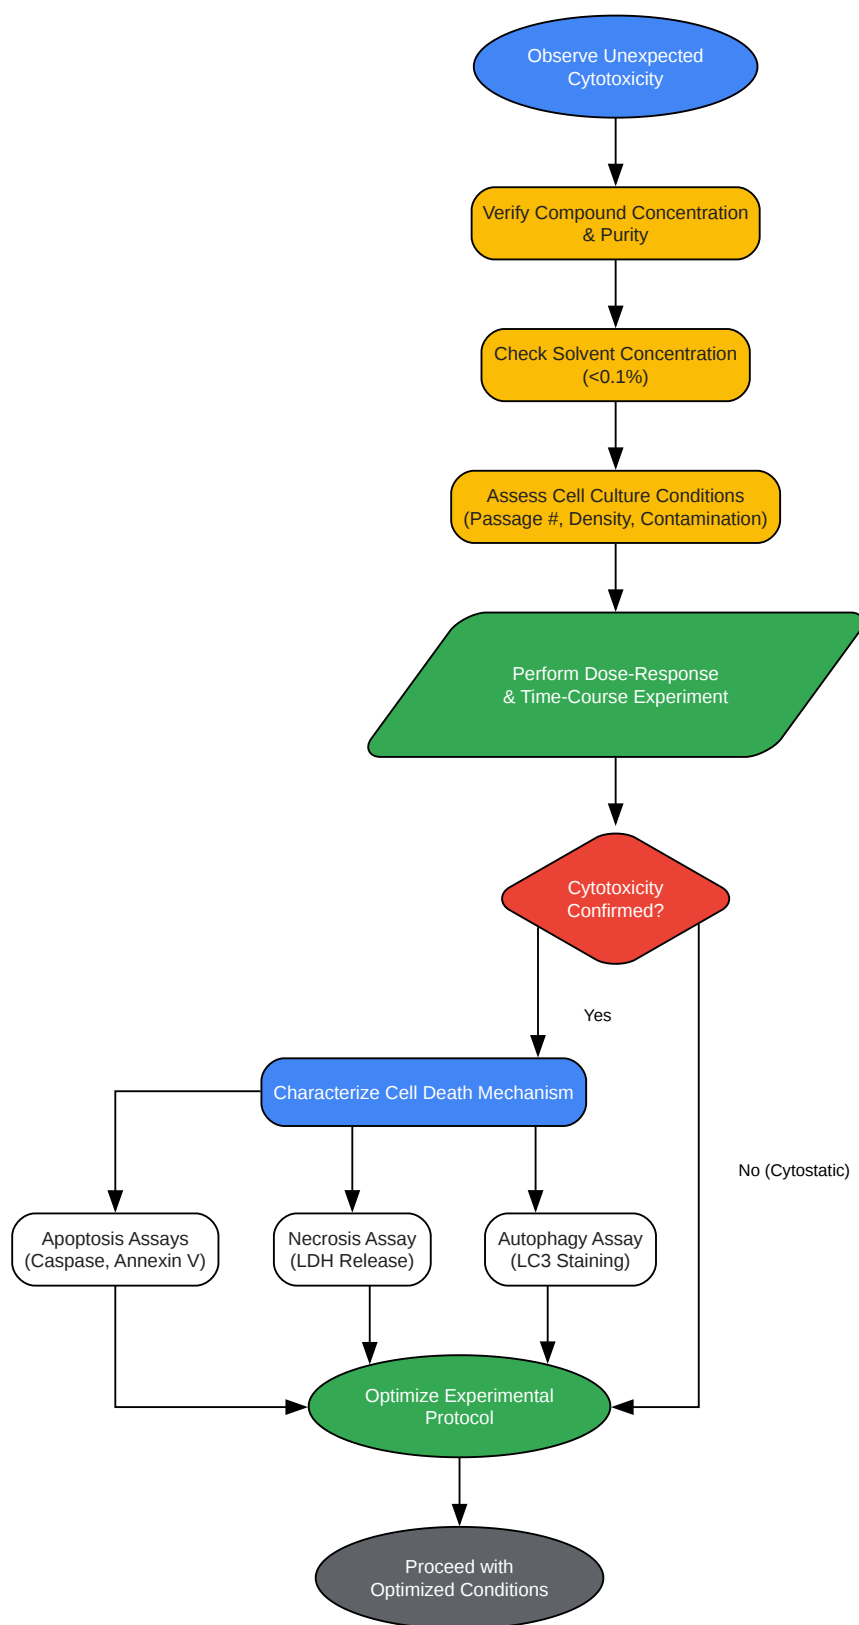 Observe Unexpected
Cytotoxicity
Verify Compound Concentration
& Purity
Check Solvent Concentration
(<0.1%)
Assess Cell Culture Conditions
(Passage #, Density, Contamination)
Perform Dose-Response
& Time-Course Experiment
Cytotoxicity
Confirmed?
Yes
Characterize Cell Death Mechanism
No (Cytostatic)
Apoptosis Assays
(Caspase, Annexin V)
Necrosis Assay
(LDH Release)
Autophagy Assay
(LC3 Staining)
Optimize Experimental
Protocol
Proceed with
Optimized Conditions